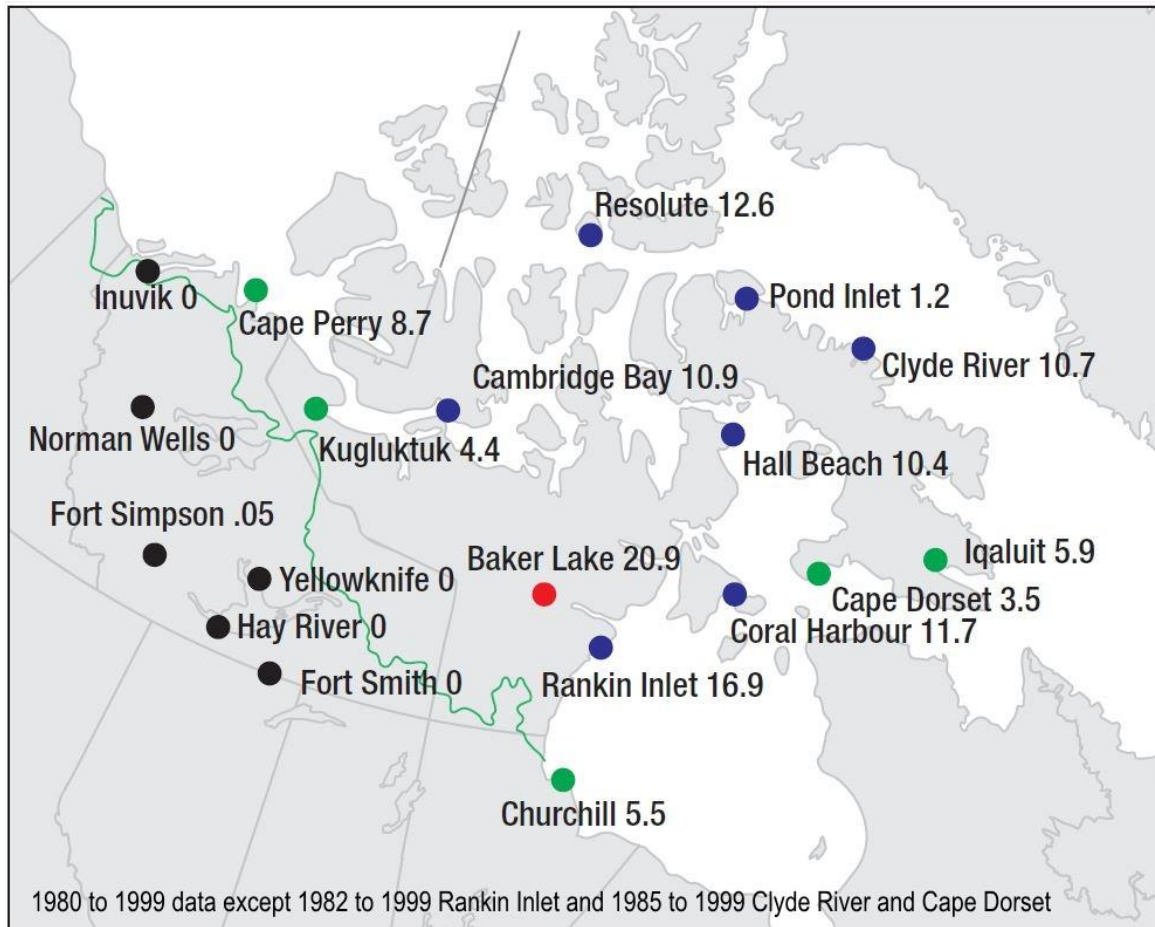 Resolute 12.6
Pond Inlet 1.2
Inuvik 0
Cape Perry 8.7
Clyde River 10.7
Cambridge Bay 10.9
Norman Wells 0
Kugluktuk 4.4
Hall Beach 10.4
Fort Simpson .05
Iqaluit 5.9
Baker Lake 20.9
Yellowknife 0
Cape Dorset 3.5
Hay River 0
Coral Harbour 11.7
Fort Smith 0
Rankin Inlet 16.9
Churchill 5.5
1980 to 1999 data except 1982 to 1999 Rankin Inlet and 1985 to 1999 Clyde River and Cape Dorset